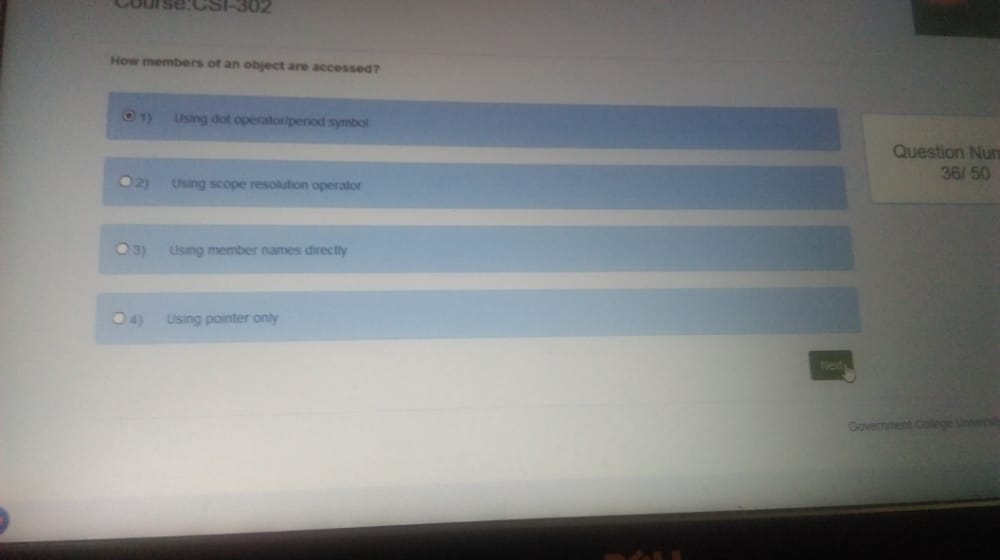 Course:CSI-302
How members of an object are accessed?
1) Using dot operator/period symbol
2) Using scope resolution operator
3) Using member names directly
4) Using pointer only
Question Num
36/ 50
Next
Government College Universit
DELL